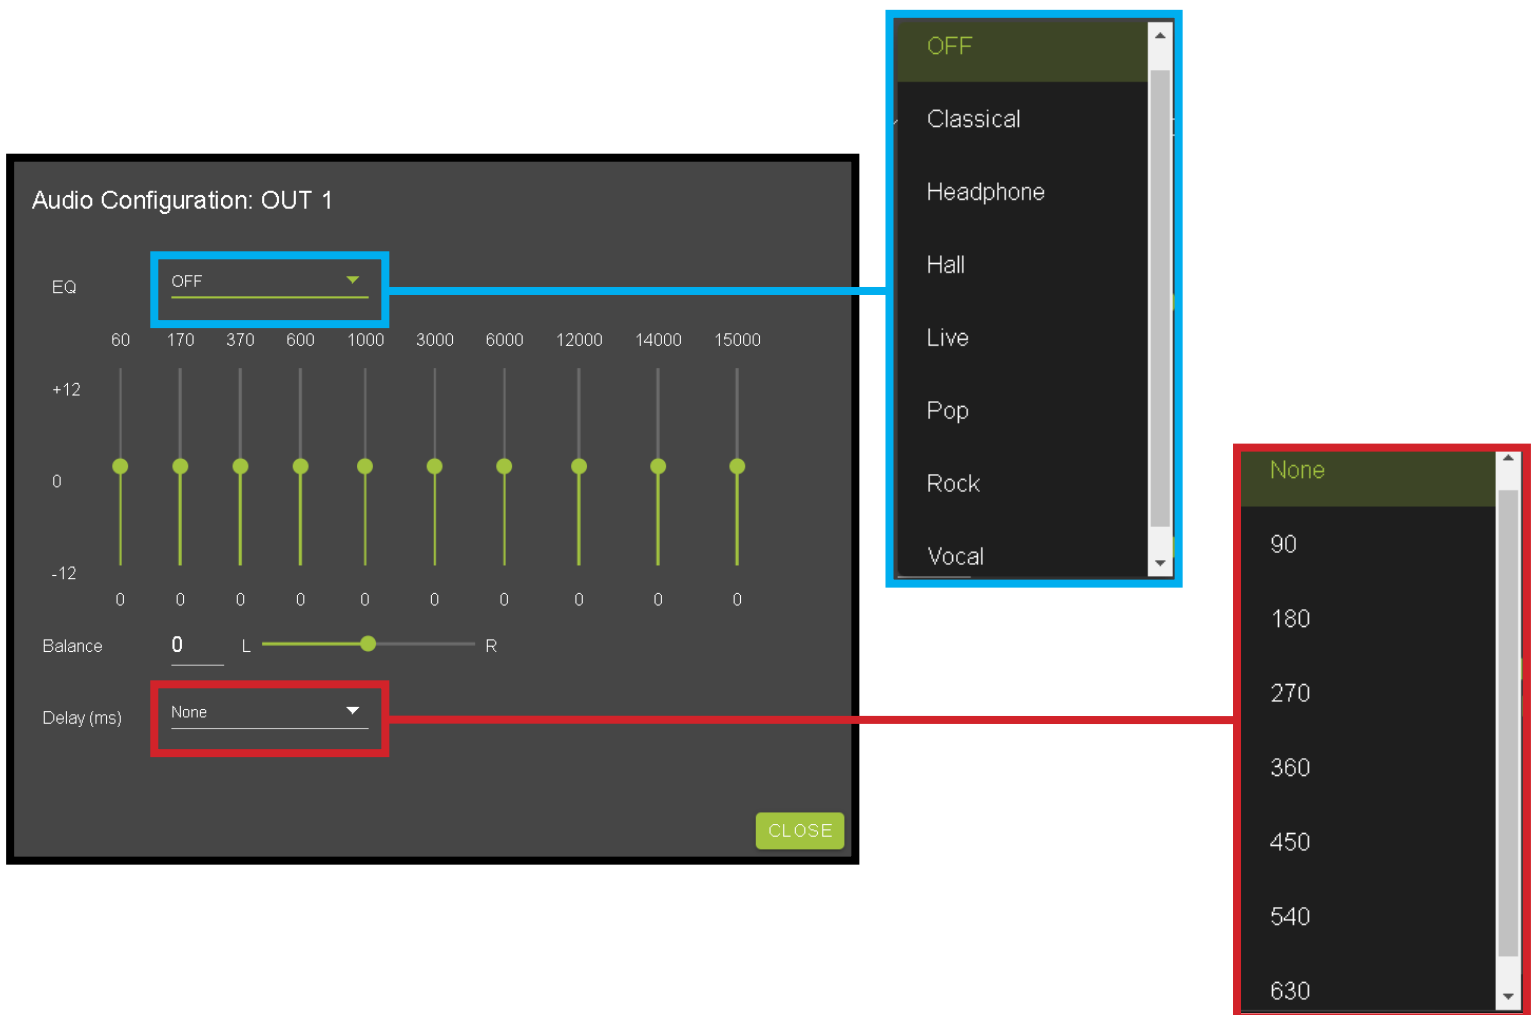 Audio Configuration: OUT 1
EQ OFF
60 170 370 600 1000 3000 6000 12000 14000 15000
+12
0
-12
0 0 0 0 0 0 0 0 0 0
Balance 0 L R
Delay (ms) None
CLOSE
OFF
Classical
Headphone
Hall
Live
Pop
Rock
Vocal
None
90
180
270
360
450
540
630